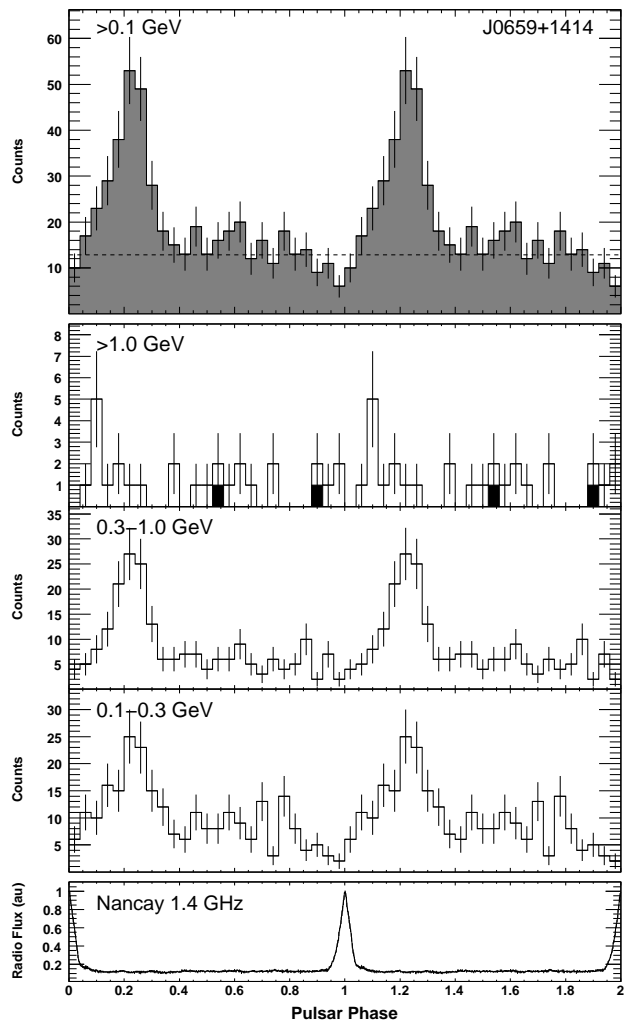 >0.1 GeV
J0659+1414
Counts
60
50
40
30
20
10
>1.0 GeV
Counts
8
7
6
5
4
3
2
1
0.3–1.0 GeV
Counts
35
30
25
20
15
10
5
0.1–0.3 GeV
Counts
30
25
20
15
10
5
Nancay 1.4 GHz
Radio Flux (au)
1
0.8
0.6
0.4
0.2
0 0.2 0.4 0.6 0.8 1 1.2 1.4 1.6 1.8 2
Pulsar Phase